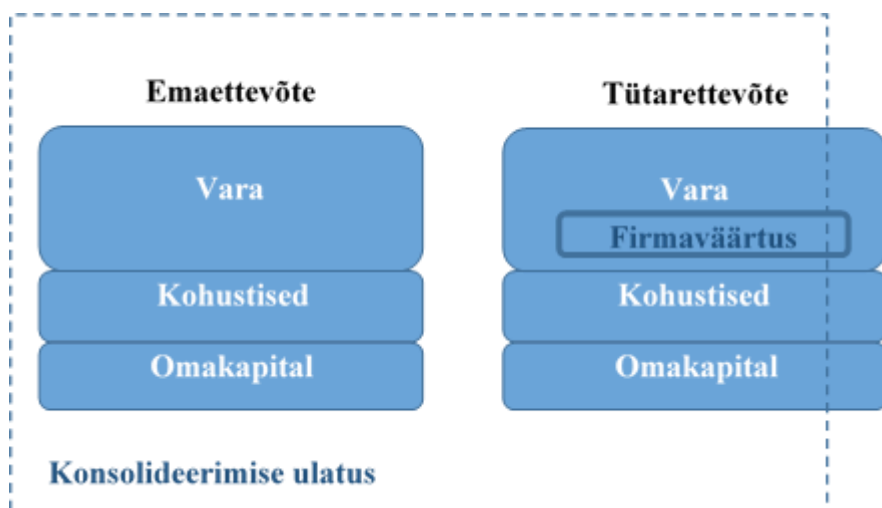 Emaettevõte
Tütarettevõte
Vara
Vara
Firmaväärtus
Kohustised
Kohustised
Omakapital
Omakapital
Konsolideerimise ulatus